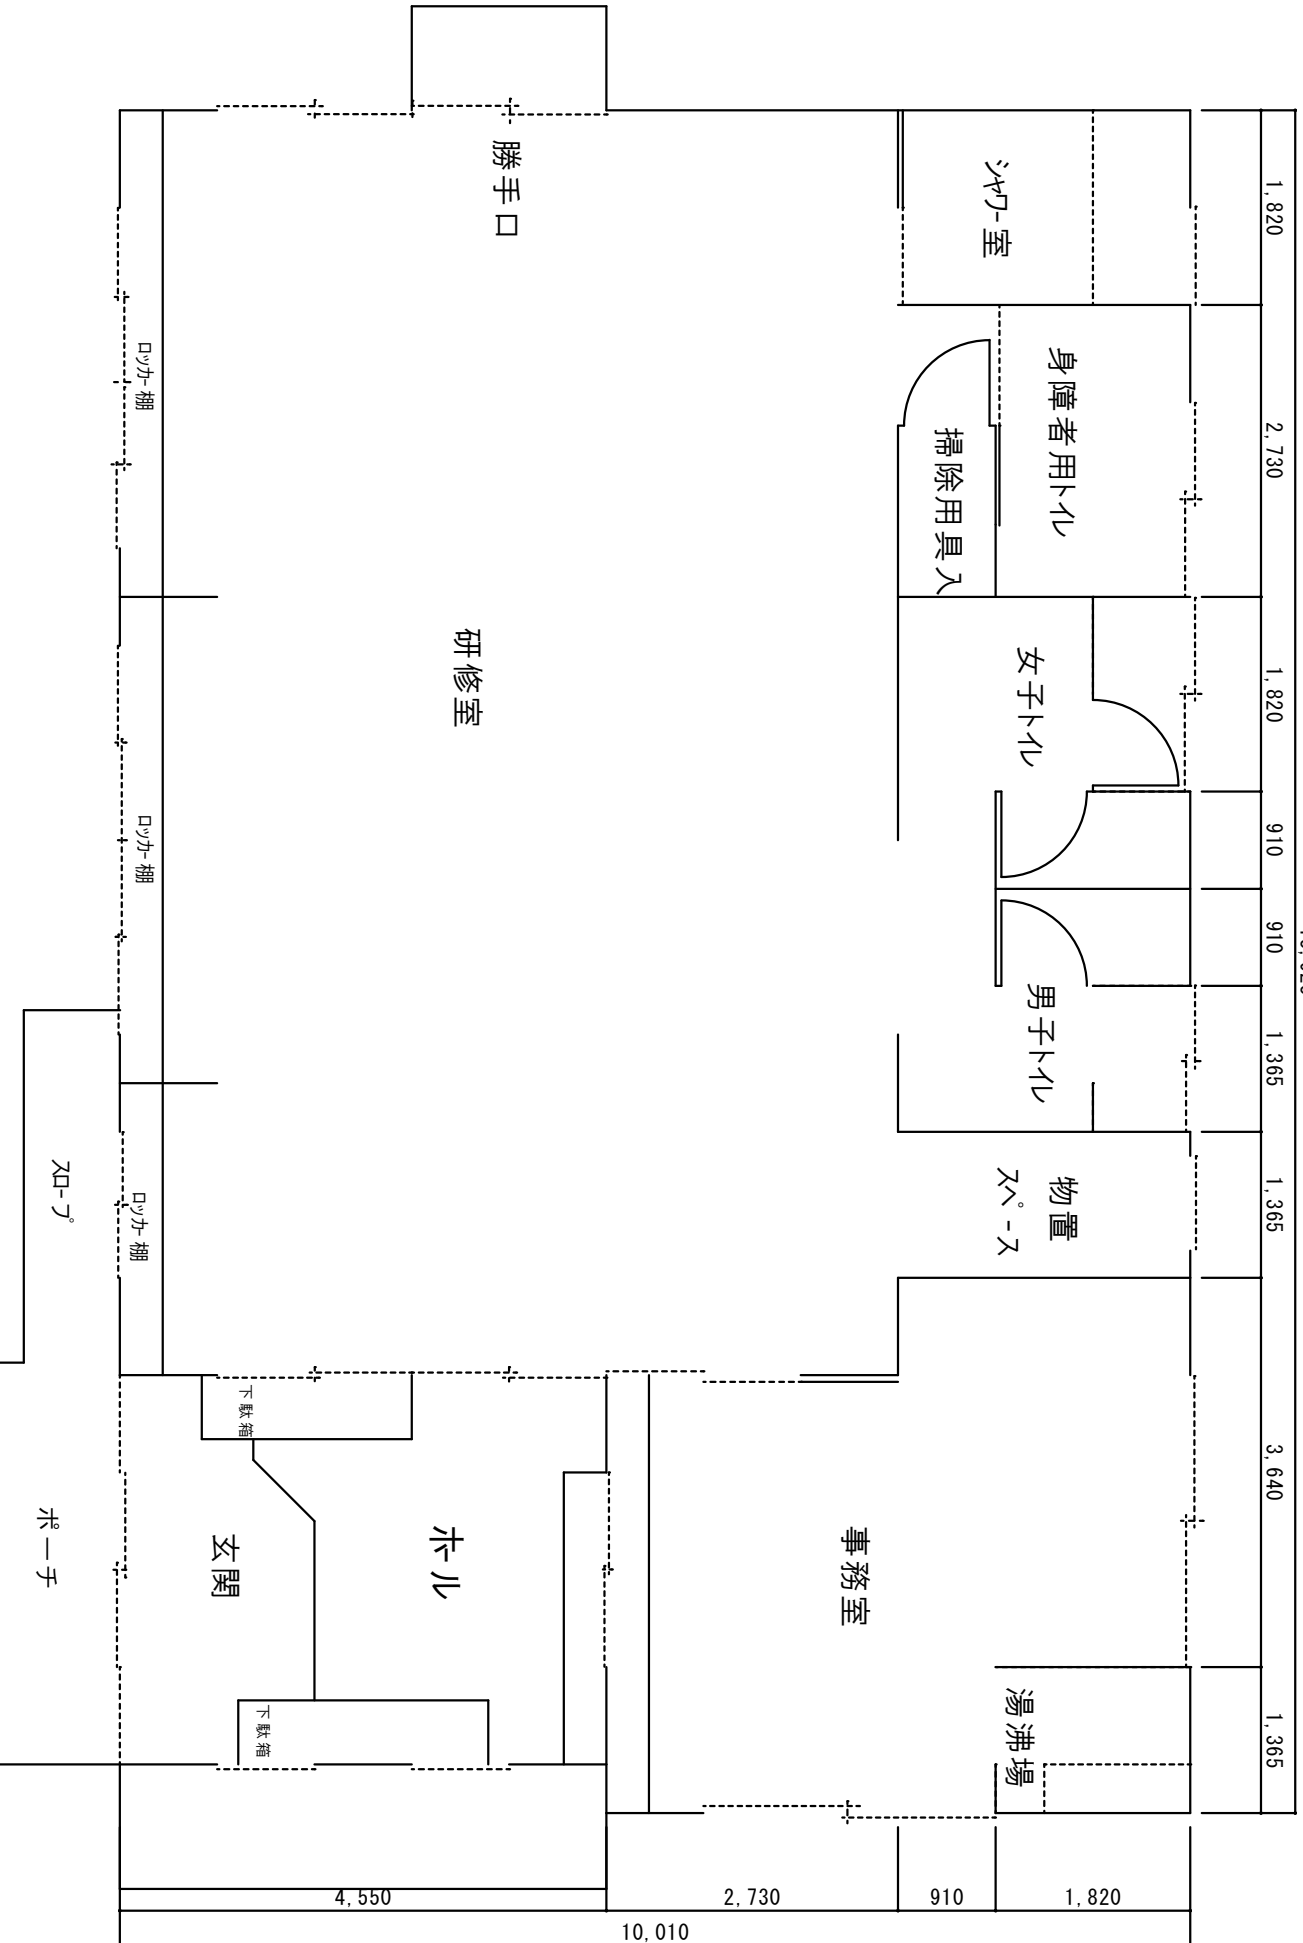 1,820
2,730
1,820
910
910
1,365
1,365
3,640
1,365
シャワー室
身障者用トイレ
掃除用具入
女子トイレ
男子トイレ
物置
スペース
湯沸場
事務室
勝手口
研修室
ホール
玄関
下駄箱
下駄箱
ロッカー棚
ロッカー棚
ロッカー棚
スロープ
ポーチ
4,550
2,730
910
1,820
10,010